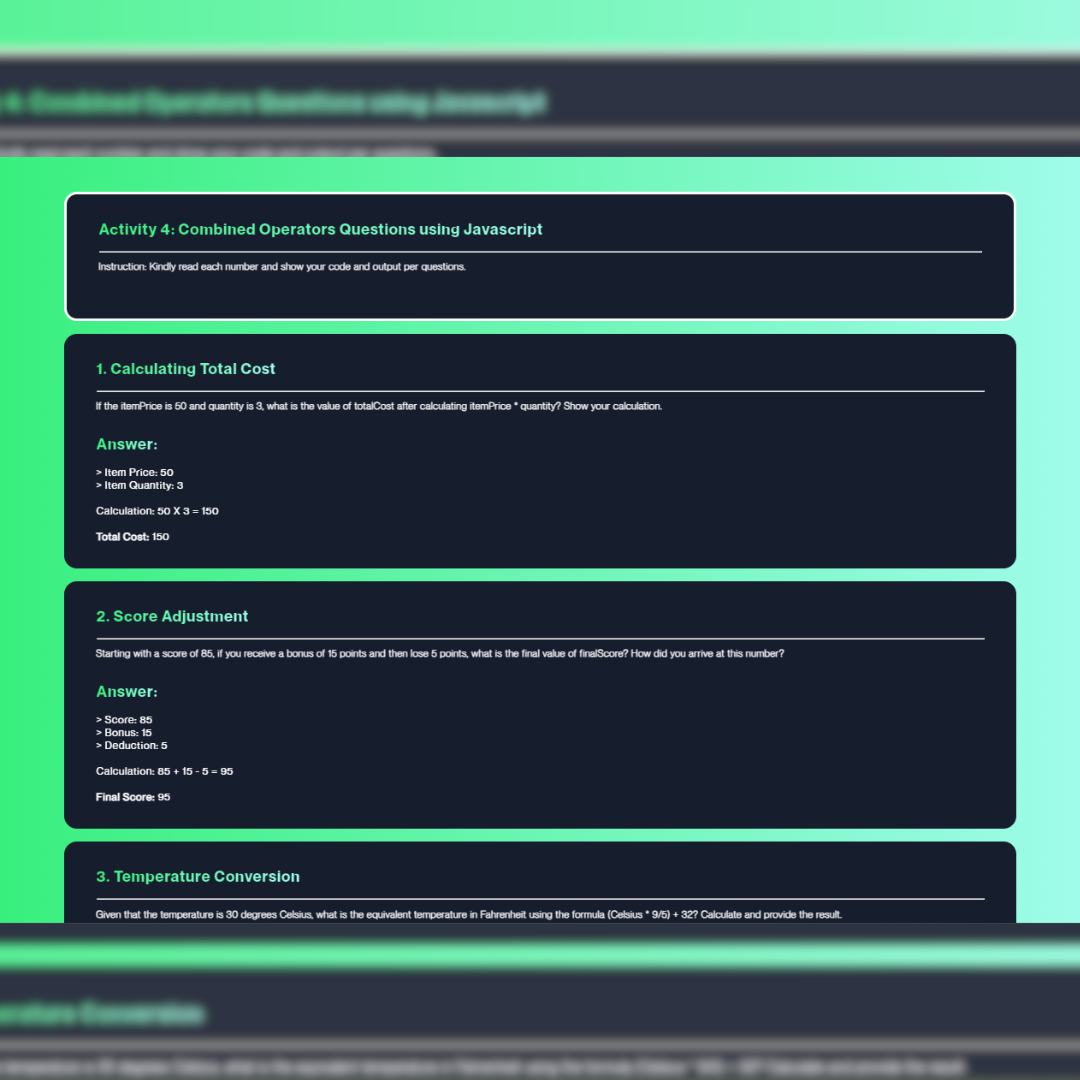 4: Combined Operators Questions using Javascript
Activity 4: Combined Operators Questions using Javascript
Instruction: Kindly read each number and show your code and output per questions.
1. Calculating Total Cost
If the itemPrice is 50 and quantity is 3, what is the value of totalCost after calculating itemPrice * quantity? Show your calculation.
Answer:
> Item Price: 50
> Item Quantity: 3
Calculation: 50 X 3 = 150
Total Cost: 150
2. Score Adjustment
Starting with a score of 85, if you receive a bonus of 15 points and then lose 5 points, what is the final value of finalScore? How did you arrive at this number?
Answer:
> Score: 85
> Bonus: 15
> Deduction: 5
Calculation: 85 + 15 - 5 = 95
Final Score: 95
3. Temperature Conversion
Given that the temperature is 30 degrees Celsius, what is the equivalent temperature in Fahrenheit using the formula (Celsius * 9/5) + 32? Calculate and provide the result.